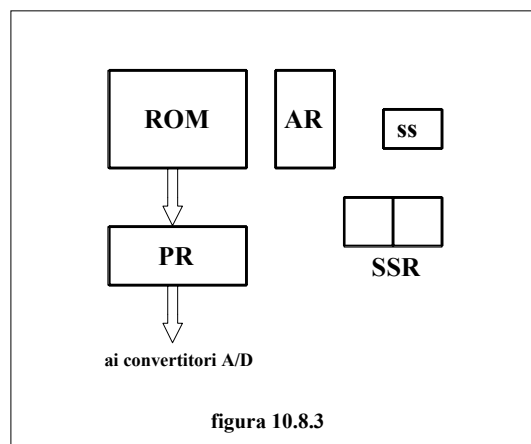 ROM
AR
ss
PR
SSR
ai convertitori A/D
figura 10.8.3